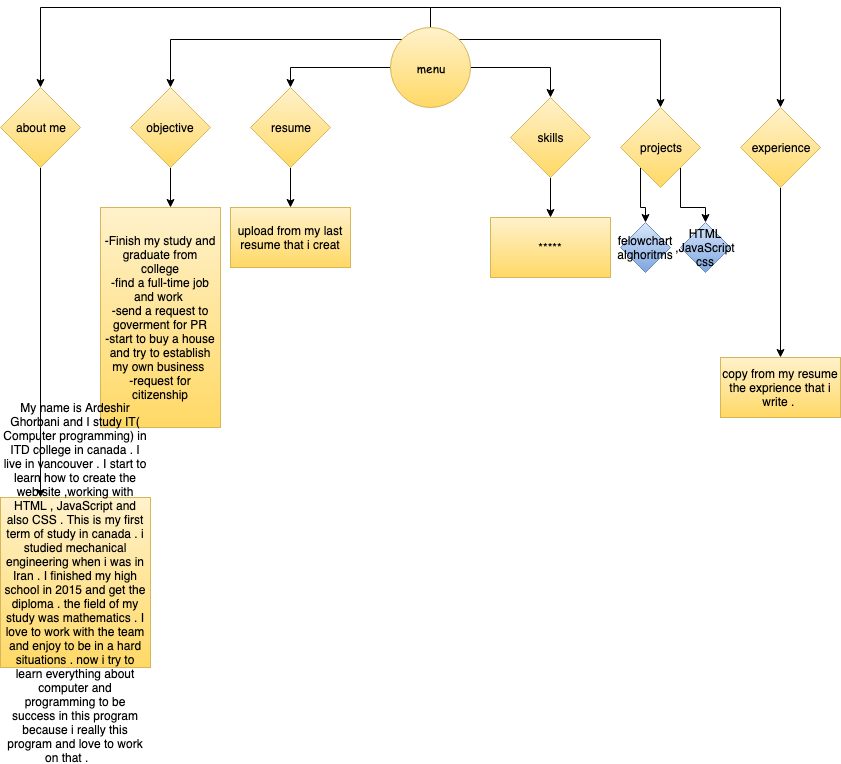 menu
about me
objective
resume
skills
projects
experience
-Finish my study and
graduate from
college
-find a full-time job
and work
-send a request to
goverment for PR
-start to buy a house
and try to establish
my own business
-request for
citizenship
upload from my last
resume that i creat
*****
felowchart
alghoritms
HTML
,JavaScript
css
copy from my resume
the exprience that i
write .
My name is Ardeshir
Ghorbani and I study IT(
Computer programming) in
ITD college in canada . I
live in vancouver . I start to
learn how to create the
web site ,working with
HTML , JavaScript and
also CSS . This is my first
term of study in canada . i
studied mechanical
engineering when i was in
Iran . I finished my high
school in 2015 and get the
diploma . the field of my
study was mathematics . I
love to work with the team
and enjoy to be in a hard
situations . now i try to
learn everything about
computer and
programming to be
success in this program
because i really this
program and love to work
on that .